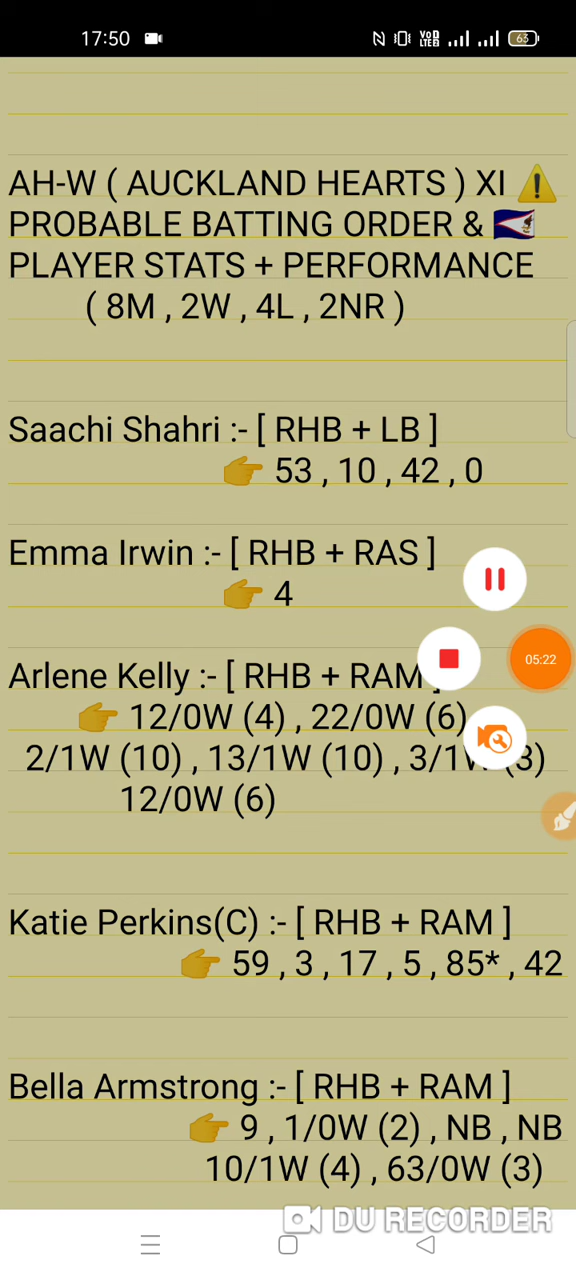 17:50 VoD LTE2 63
AH-W ( AUCKLAND HEARTS ) XI ⚠️
PROBABLE BATTING ORDER & 🇦🇸
PLAYER STATS + PERFORMANCE
( 8M , 2W , 4L , 2NR )
Saachi Shahri :- [ RHB + LB ]
👉 53 , 10 , 42 , 0
Emma Irwin :- [ RHB + RAS ]
👉 4
05:22
Arlene Kelly :- [ RHB + RAM ]
👉 12/0W (4) , 22/0W (6)
2/1W (10) , 13/1W (10) , 3/1W (3)
12/0W (6)
Katie Perkins(C) :- [ RHB + RAM ]
👉 59 , 3 , 17 , 5 , 85* , 42
Bella Armstrong :- [ RHB + RAM ]
👉 9 , 1/0W (2) , NB , NB
10/1W (4) , 63/0W (3)
DU RECORDER